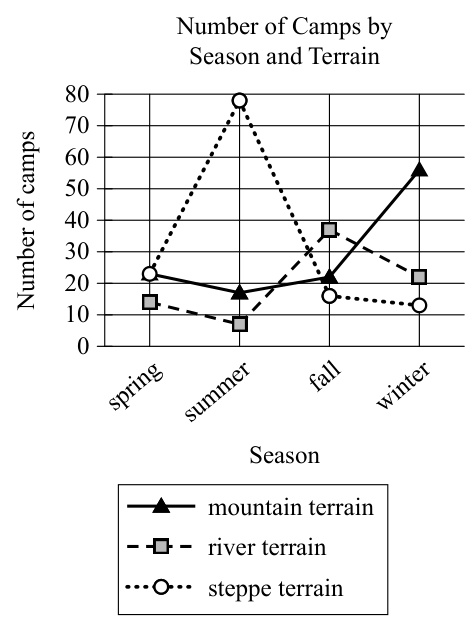 Number of Camps by
Season and Terrain
Number of camps
80
70
60
50
40
30
20
10
0
spring
summer
fall
winter
Season
mountain terrain
river terrain
steppe terrain